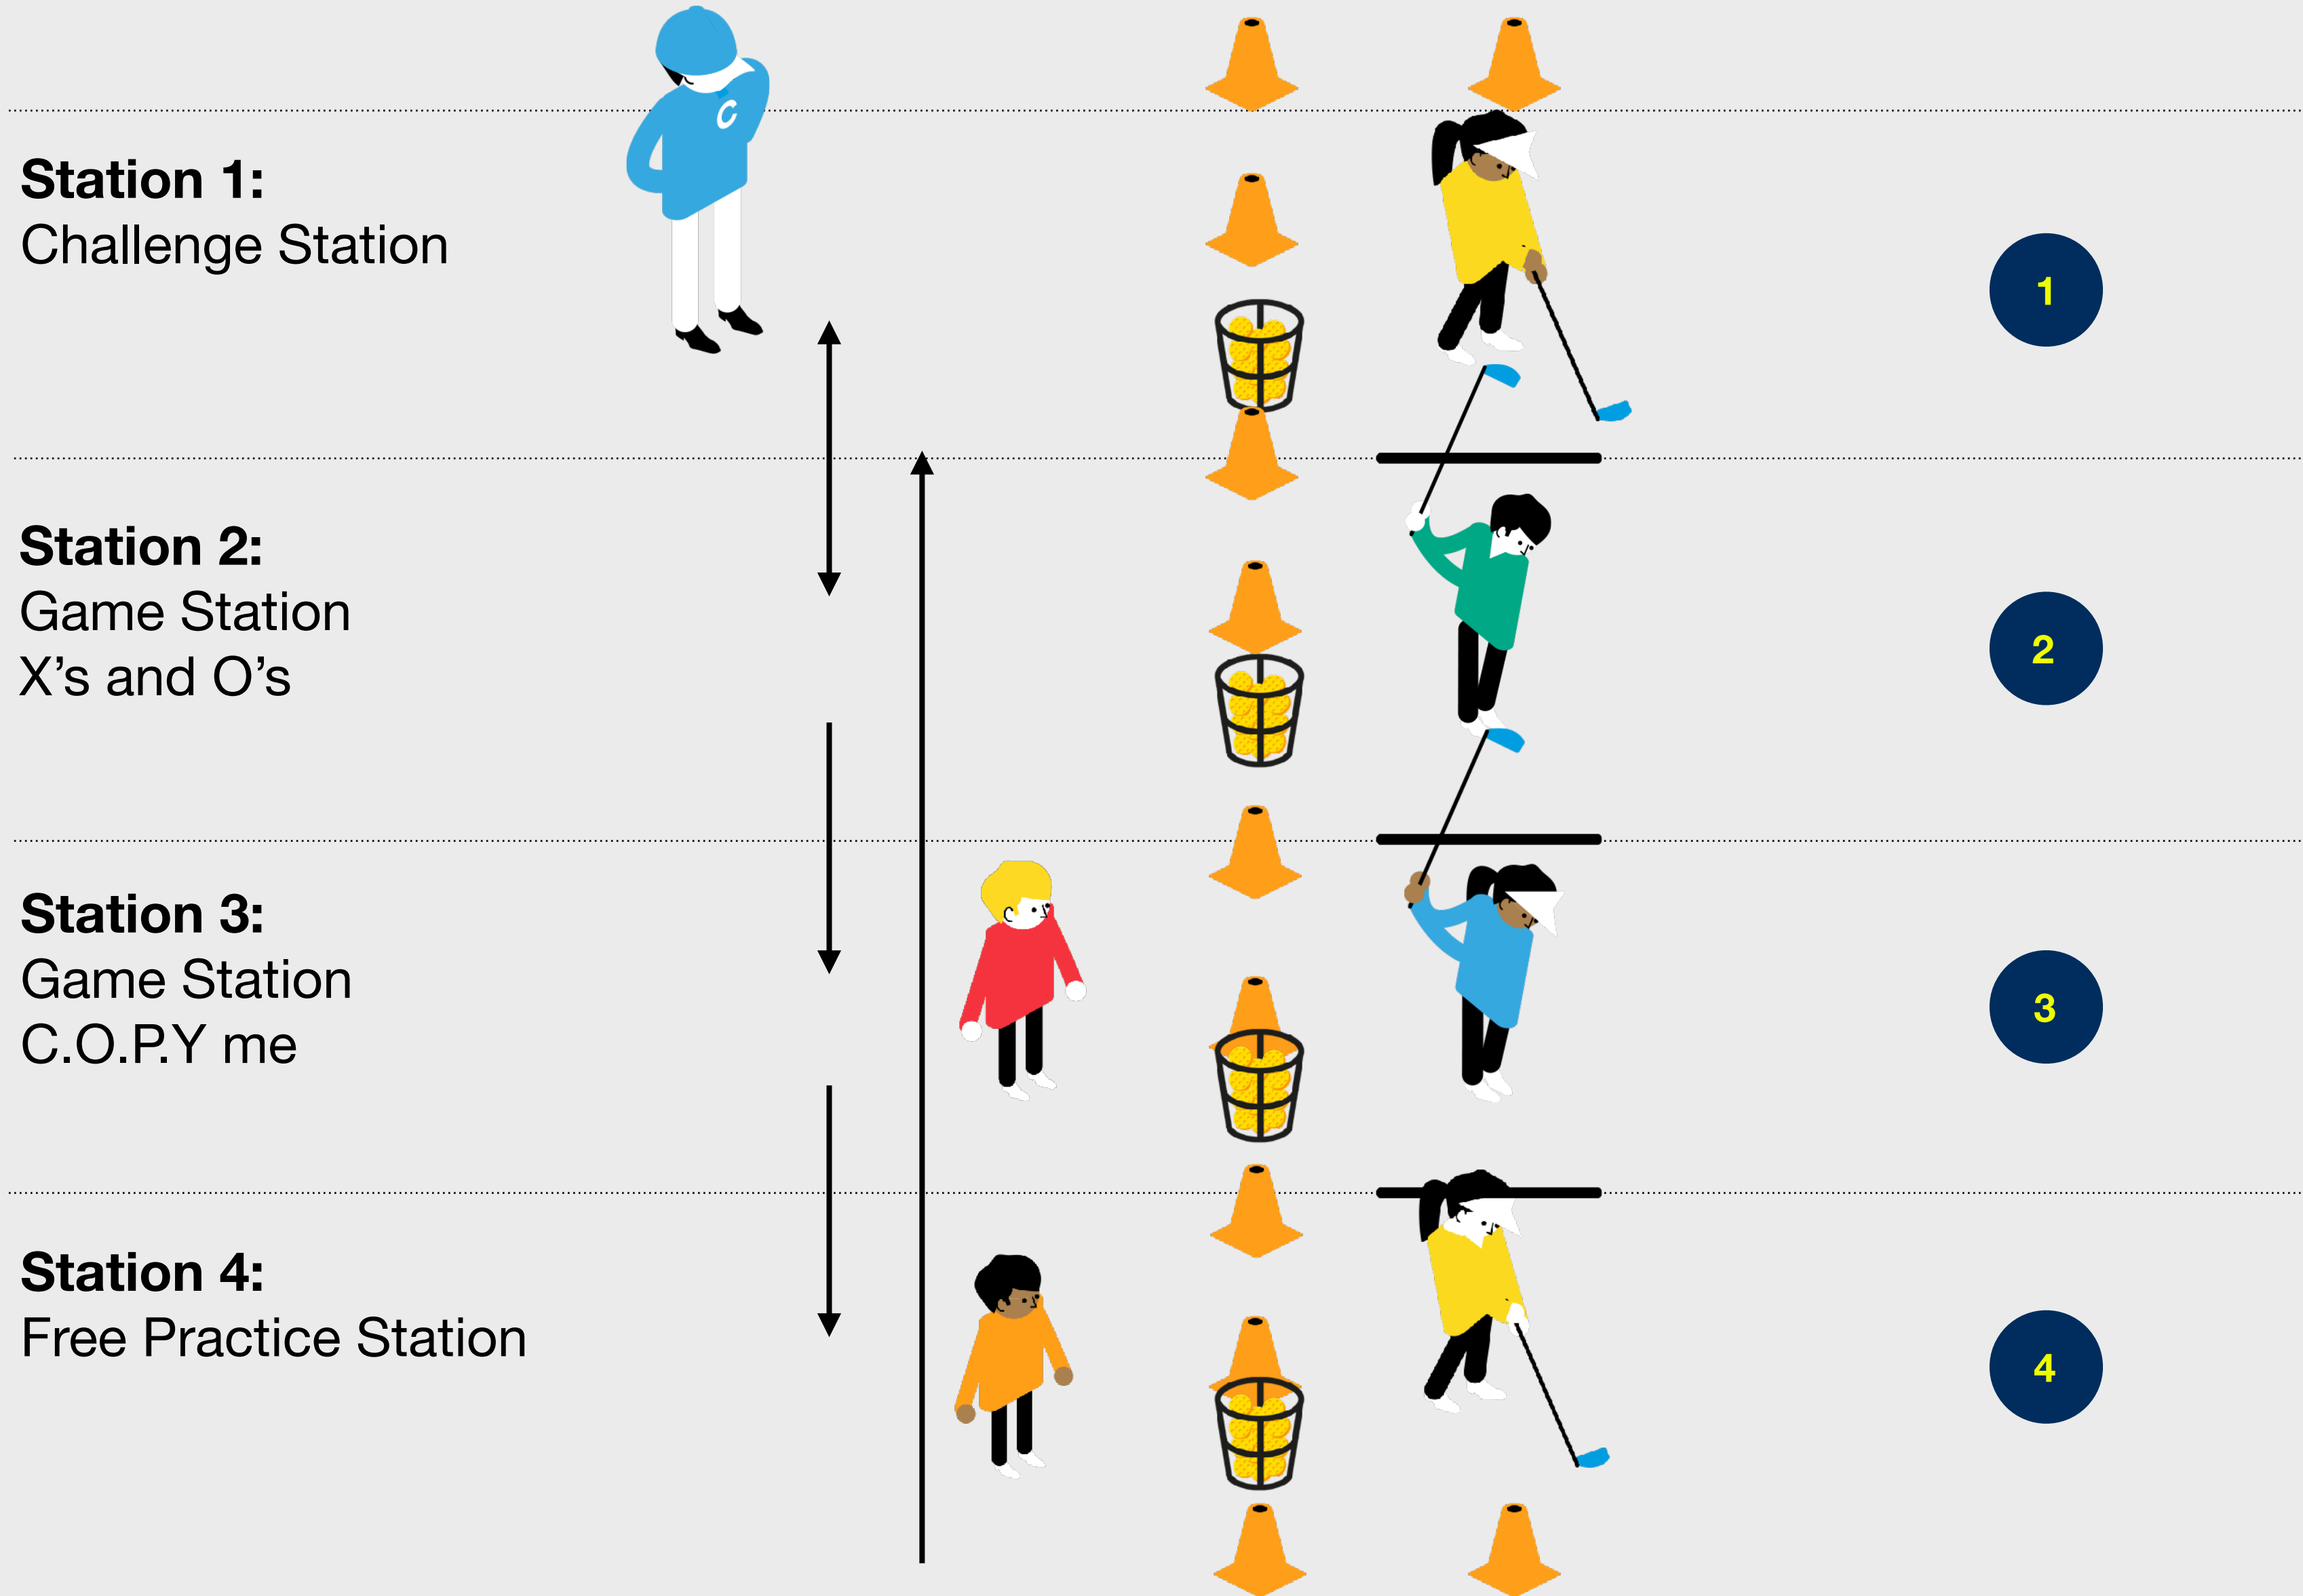 Station 1:
Challenge Station
C
1
Station 2:
Game Station
X's and O's
2
Station 3:
Game Station
C.O.P.Y me
3
Station 4:
Free Practice Station
4